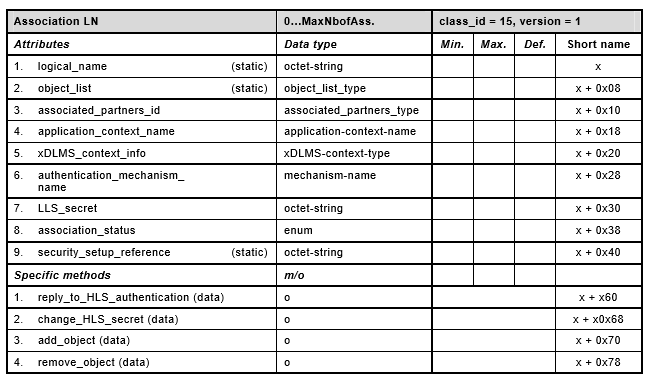 Association LN 0...MaxNbofAss. class_id = 15, version = 1
Attributes Data type Min. Max. Def. Short name
1. logical_name (static) octet-string x
2. object_list (static) object_list_type x + 0x08
3. associated_partners_id associated_partners_type x + 0x10
4. application_context_name application-context-name x + 0x18
5. xDLMS_context_info xDLMS-context-type x + 0x20
6. authentication_mechanism_ mechanism-name x + 0x28
name
7. LLS_secret octet-string x + 0x30
8. association_status enum x + 0x38
9. security_setup_reference (static) octet-string x + 0x40
Specific methods m/o
1. reply_to_HLS_authentication (data) o x + x60
2. change_HLS_secret (data) o x + x0x68
3. add_object (data) o x + 0x70
4. remove_object (data) o x + 0x78